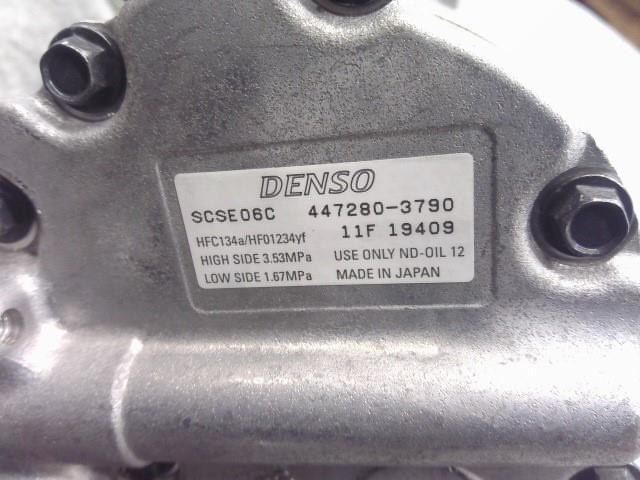 DENSO
SCSE06C 447280-3790
11F 19409
HFC134a/HFO1234yf
HIGH SIDE 3.53MPa USE ONLY ND-OIL 12
LOW SIDE 1.67MPa MADE IN JAPAN